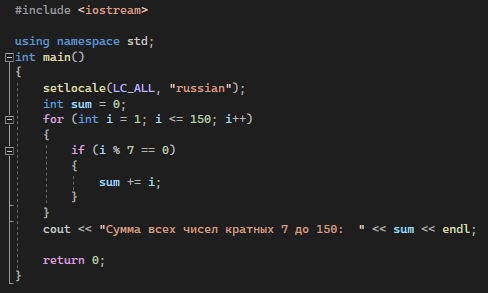 #include <iostream>
using namespace std;
int main()
{
setlocale(LC_ALL, "russian");
int sum = 0;
for (int i = 1; i <= 150; i++)
{
if (i % 7 == 0)
{
sum += i;
}
}
cout << "Сумма всех чисел кратных 7 до 150:  " << sum << endl;
return 0;
}